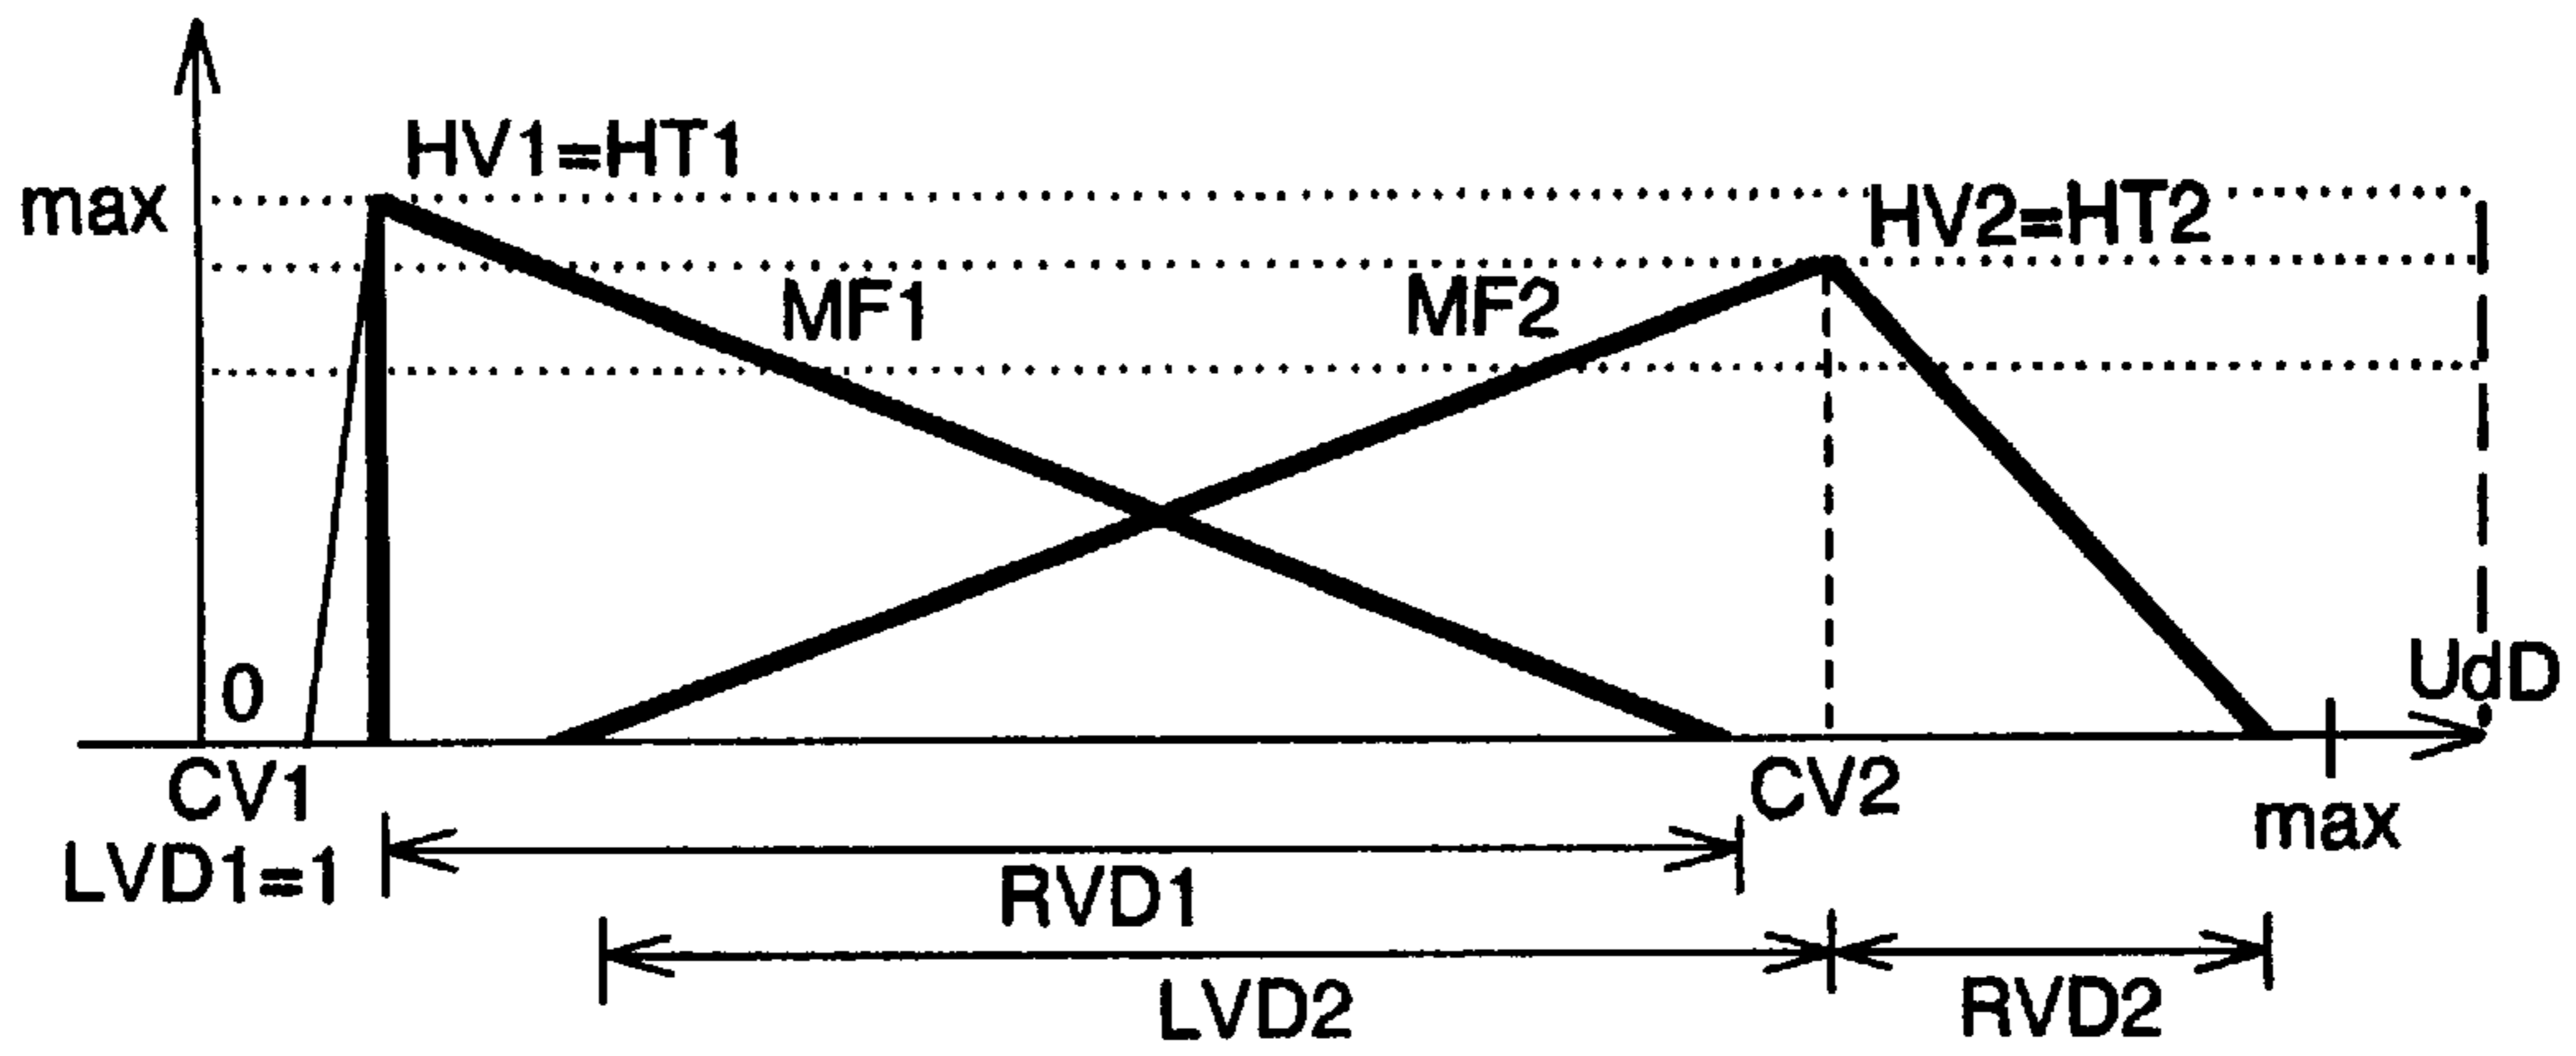 HV1=HT1
max
HV2=HT2
MF1
MF2
0
UdD
CV1
CV2
max
LVD1=1
RVD1
LVD2
RVD2